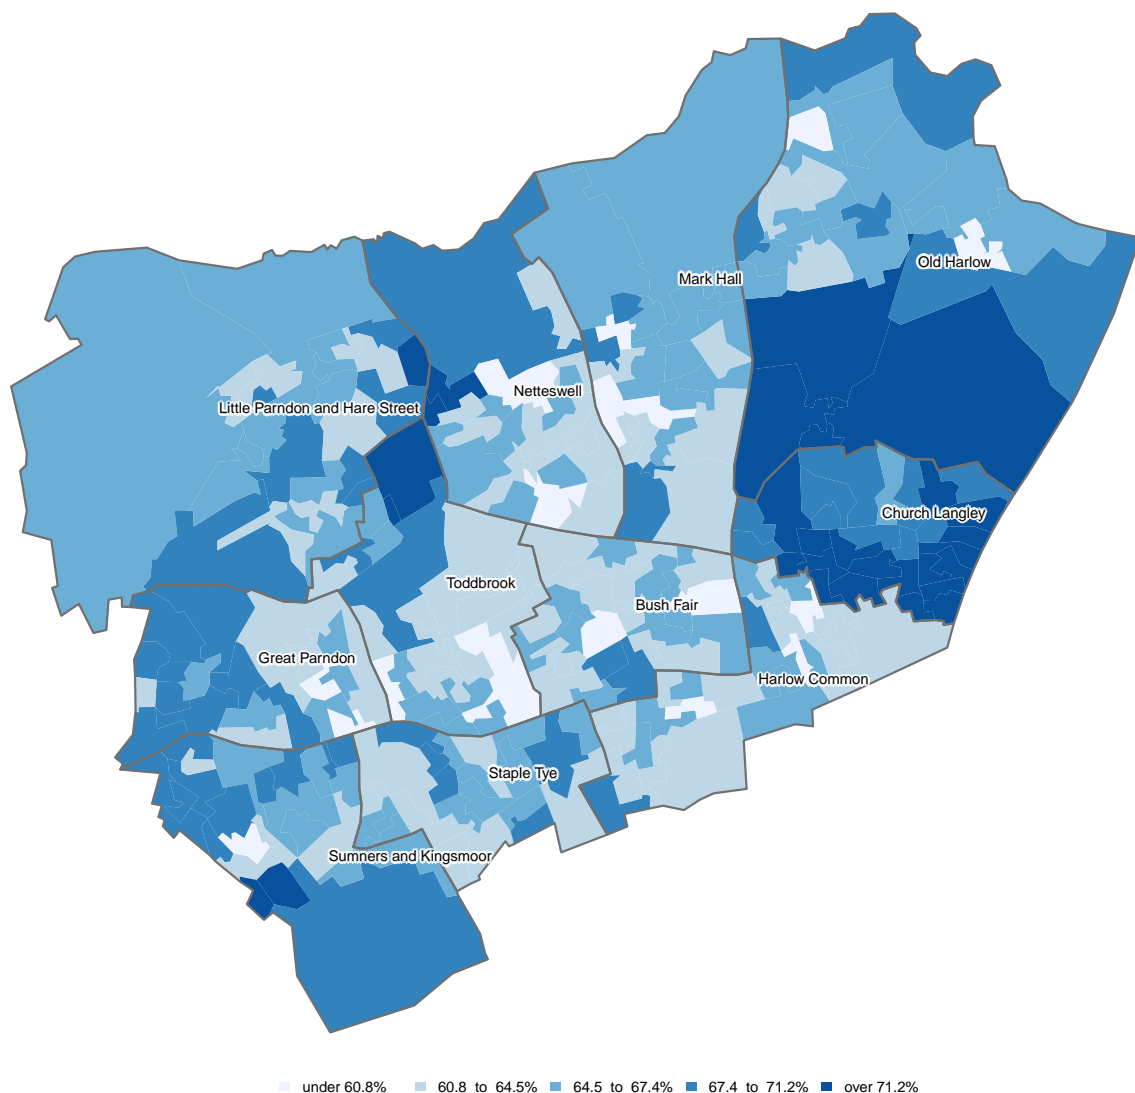 Old Harlow
Mark Hall
Netteswell
Little Parndon and Hare Street
Church Langley
Toddbrook
Bush Fair
Great Parndon
Harlow Common
Staple Tye
Sumners and Kingsmoor
under 60.8% 60.8 to 64.5% 64.5 to 67.4% 67.4 to 71.2% over 71.2%